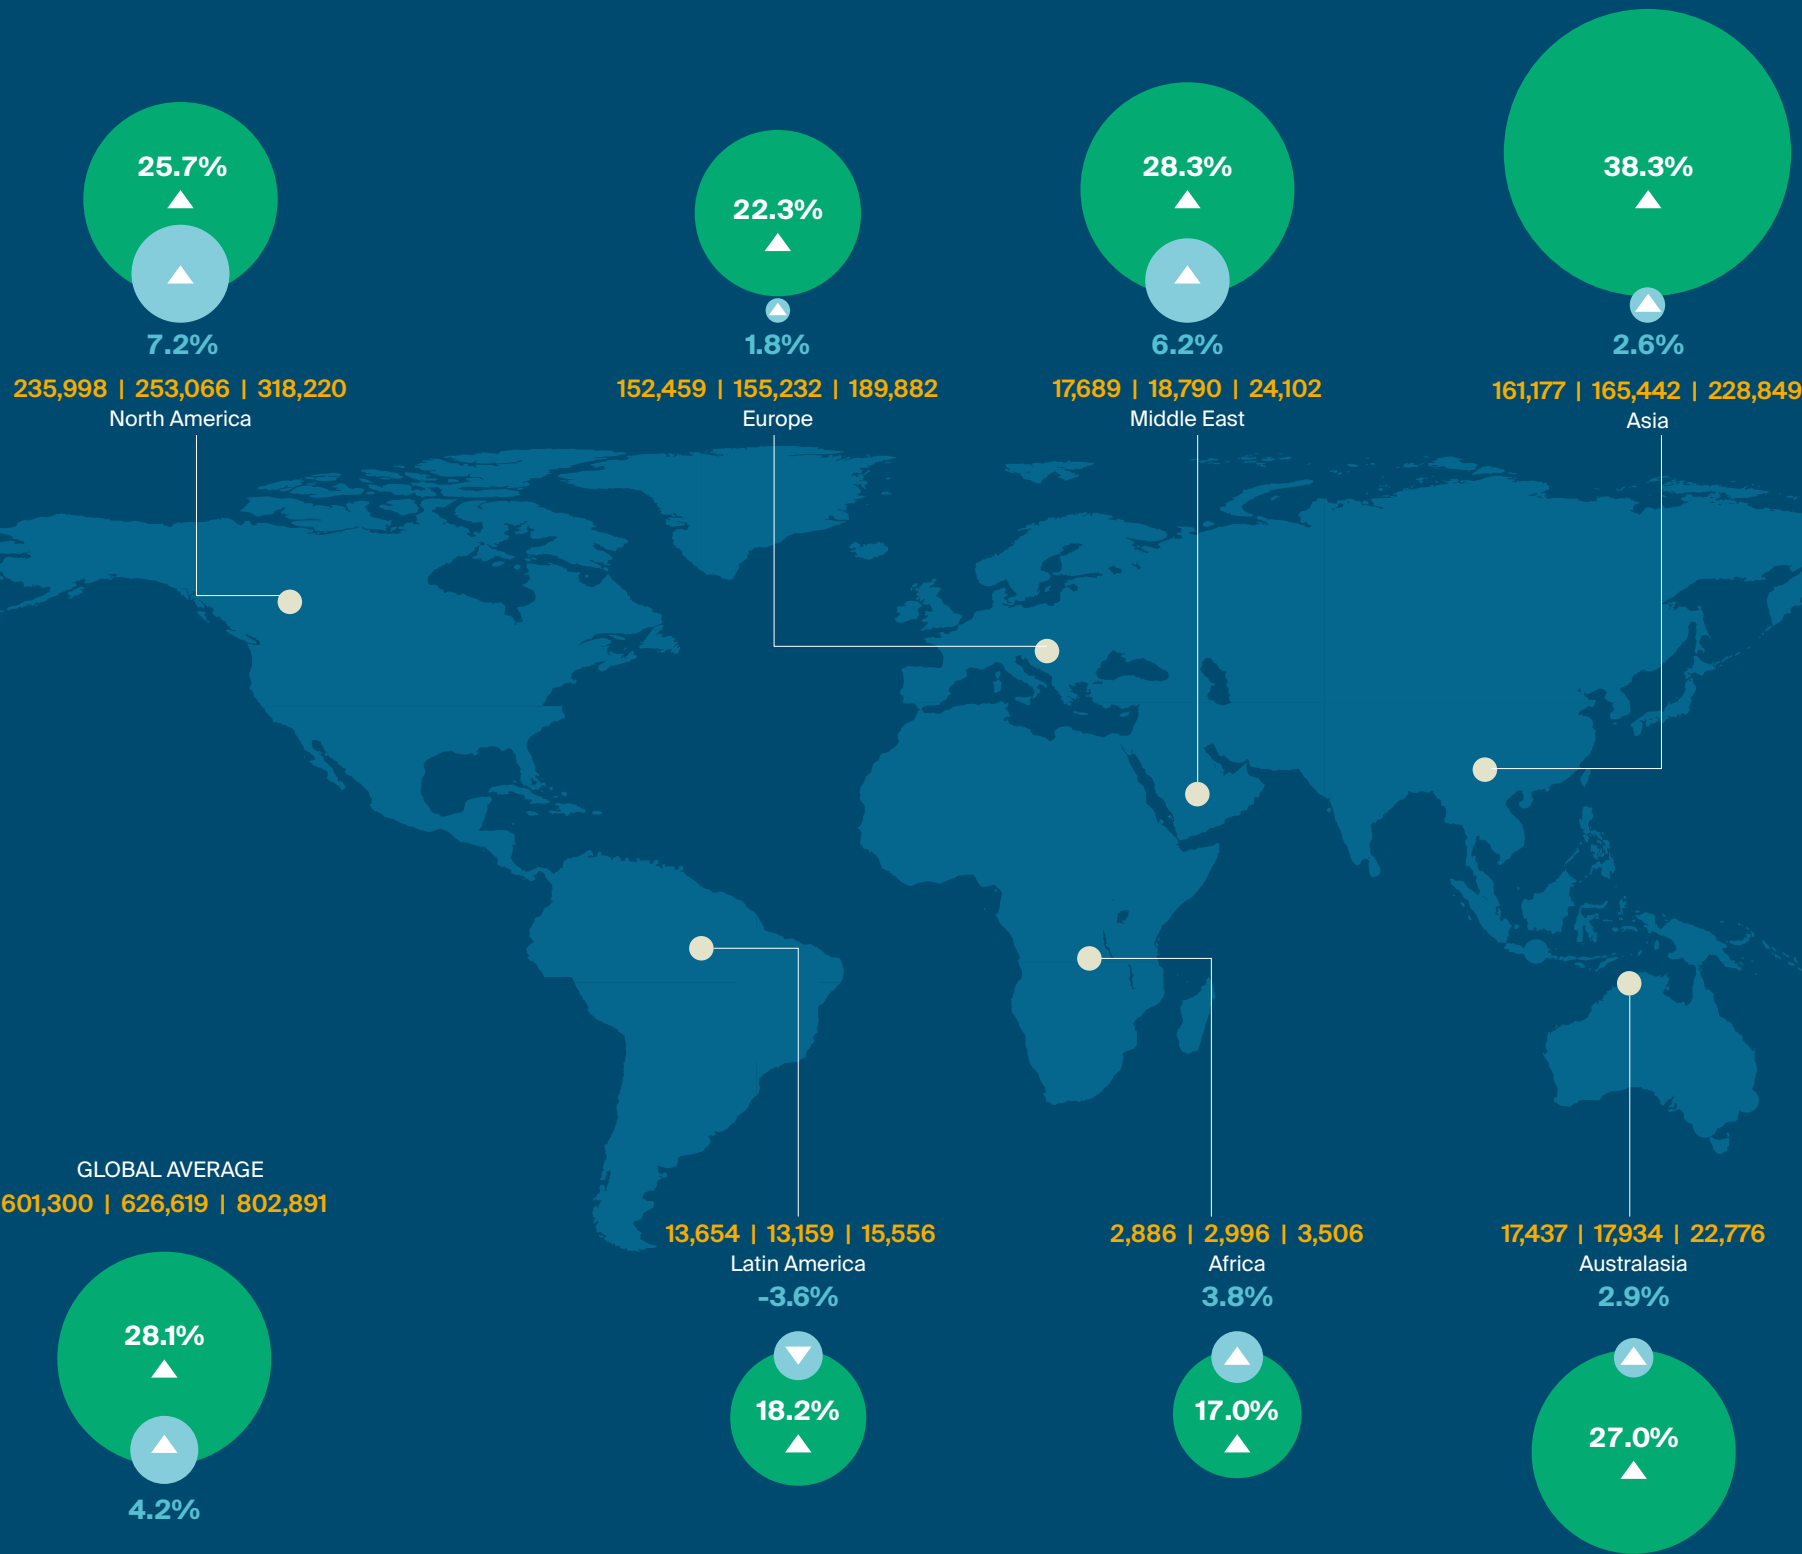 25.7%
7.2%
235,998 | 253,066 | 318,220
North America
22.3%
1.8%
152,459 | 155,232 | 189,882
Europe
28.3%
6.2%
17,689 | 18,790 | 24,102
Middle East
38.3%
2.6%
161,177 | 165,442 | 228,849
Asia
GLOBAL AVERAGE
601,300 | 626,619 | 802,891
28.1%
4.2%
13,654 | 13,159 | 15,556
Latin America
-3.6%
18.2%
2,886 | 2,996 | 3,506
Africa
3.8%
17.0%
17,437 | 17,934 | 22,776
Australasia
2.9%
27.0%